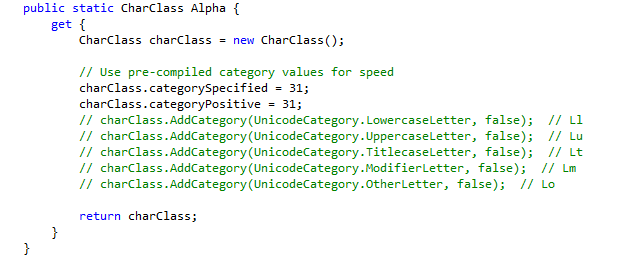 public static CharClass Alpha {
    get {
        CharClass charClass = new CharClass();

        // Use pre-compiled category values for speed
        charClass.categorySpecified = 31;
        charClass.categoryPositive = 31;
        // charClass.AddCategory(UnicodeCategory.LowercaseLetter, false);  // Ll
        // charClass.AddCategory(UnicodeCategory.UppercaseLetter, false);  // Lu
        // charClass.AddCategory(UnicodeCategory.TitlecaseLetter, false);  // Lt
        // charClass.AddCategory(UnicodeCategory.ModifierLetter, false);  // Lm
        // charClass.AddCategory(UnicodeCategory.OtherLetter, false);  // Lo

        return charClass;
    }
}